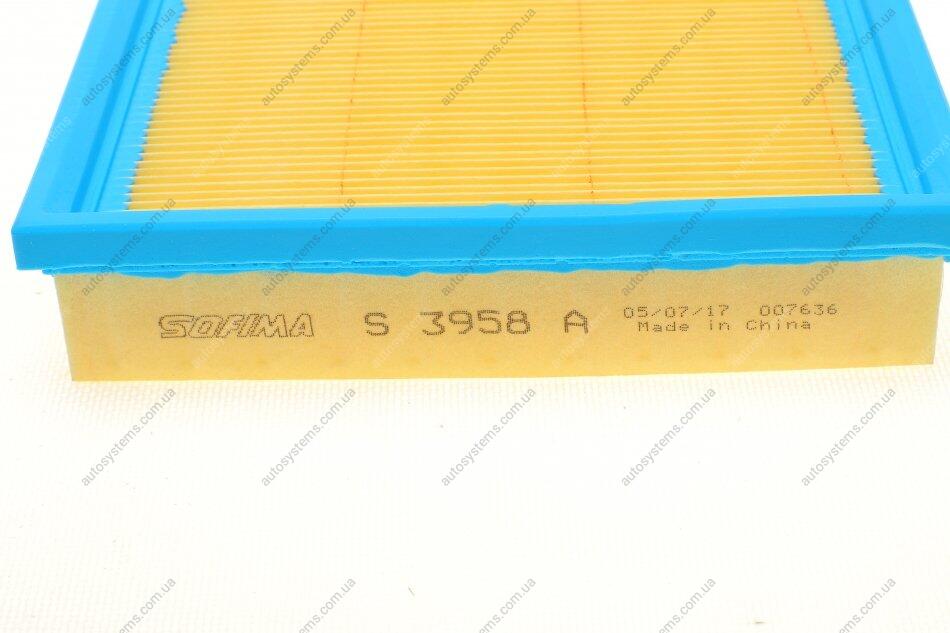 SOFIMA S 3958 A 05/07/17 007636
Made in China
autosystems.com.ua